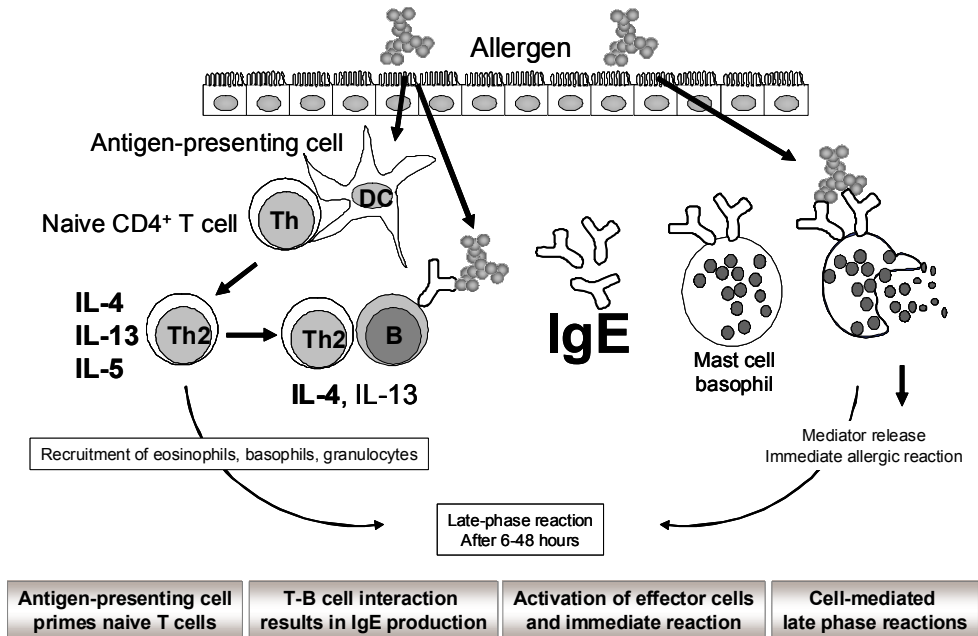 Allergen
Antigen-presenting cell
DC
Th
Naive CD4⁺ T cell
IL-4
IL-13
IL-5
Th2
Th2
B
IL-4, IL-13
IgE
Mast cell
basophil
Mediator release
Immediate allergic reaction
Recruitment of eosinophils, basophils, granulocytes
Late-phase reaction
After 6-48 hours
Antigen-presenting cell
primes naive T cells
T-B cell interaction
results in IgE production
Activation of effector cells
and immediate reaction
Cell-mediated
late phase reactions